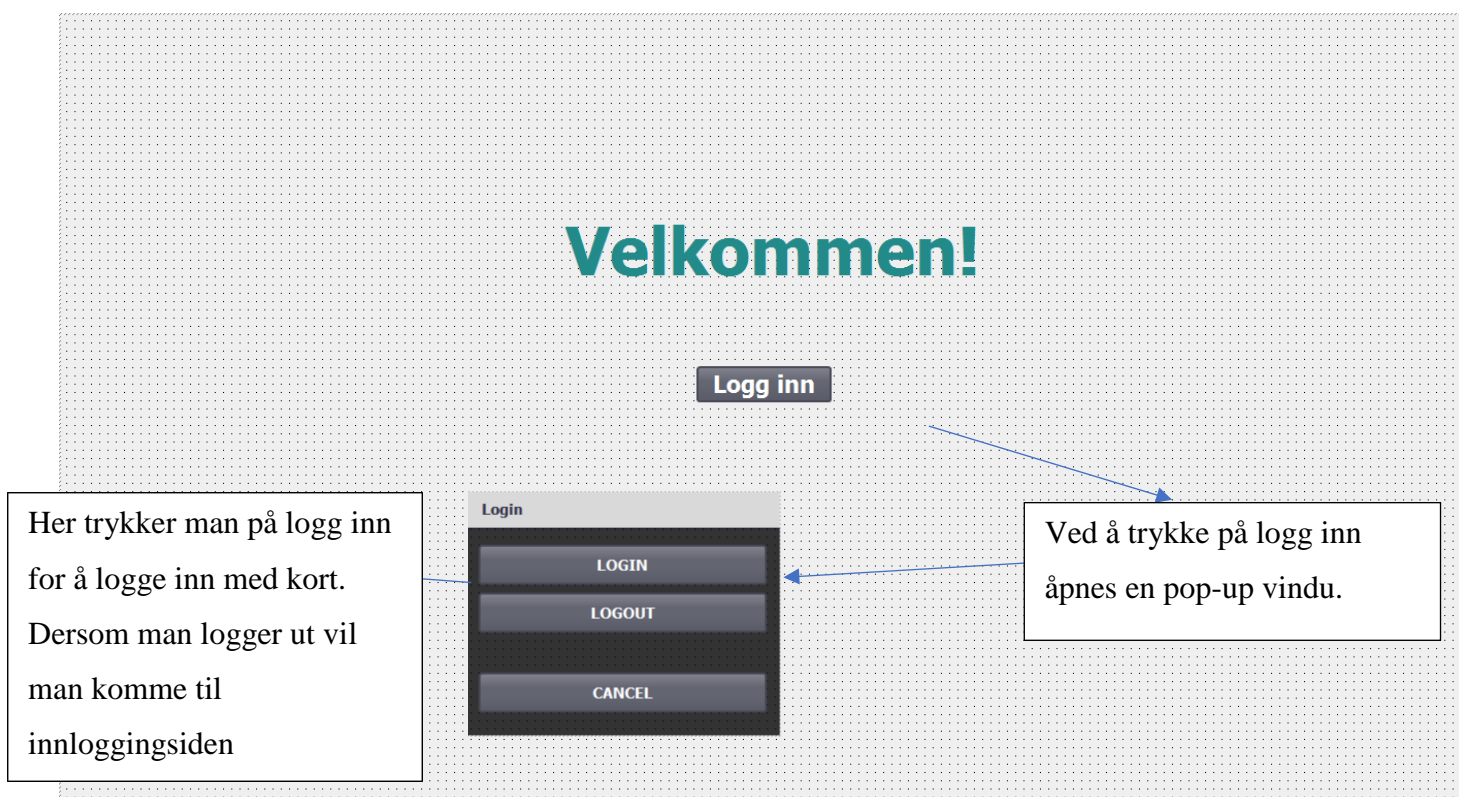 Velkommen!
Logg inn
Her trykker man på logg inn
for å logge inn med kort.
Dersom man logger ut vil
man komme til
innloggingsiden
Login
LOGIN
LOGOUT
CANCEL
Ved å trykke på logg inn
åpnes en pop-up vindu.